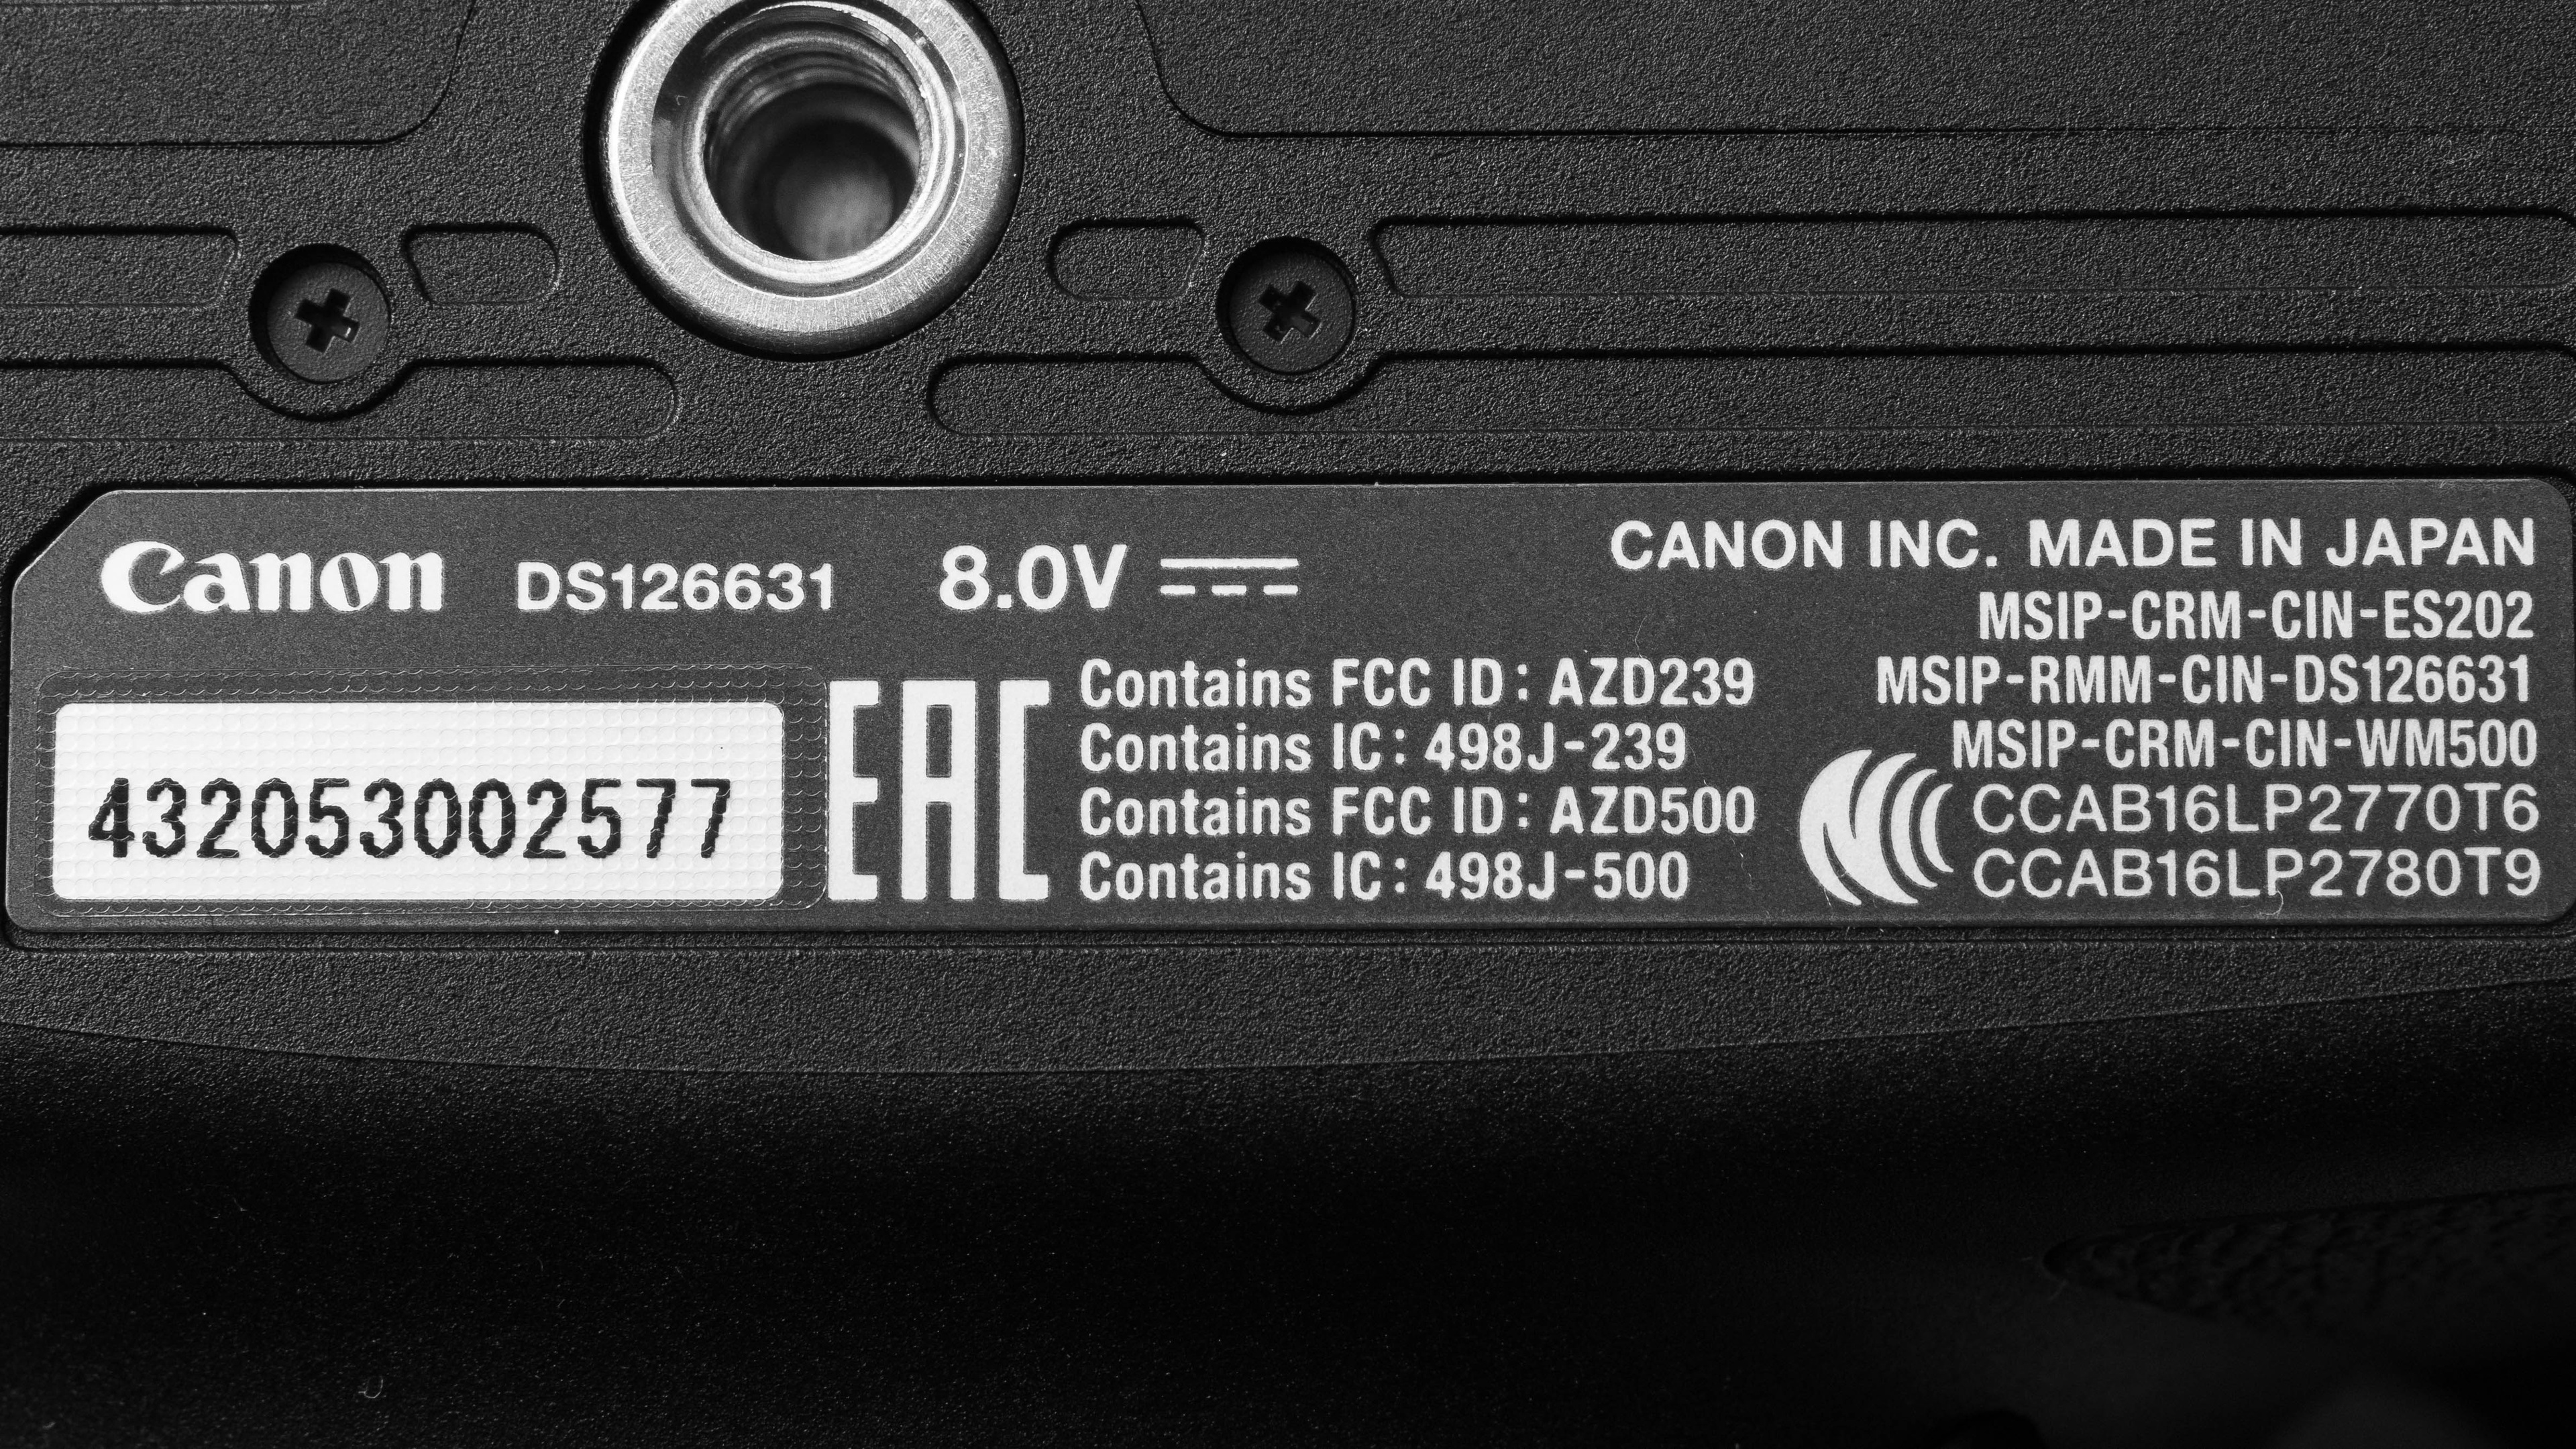 Canon DS126631 8.0V
432053002577
EAC
Contains FCC ID: AZD239
Contains IC: 498J-239
Contains FCC ID: AZD500
Contains IC: 498J-500
CANON INC. MADE IN JAPAN
MSIP-CRM-CIN-ES202
MSIP-RMM-CIN-DS126631
MSIP-CRM-CIN-WM500
CCAB16LP2770T6
CCAB16LP2780T9